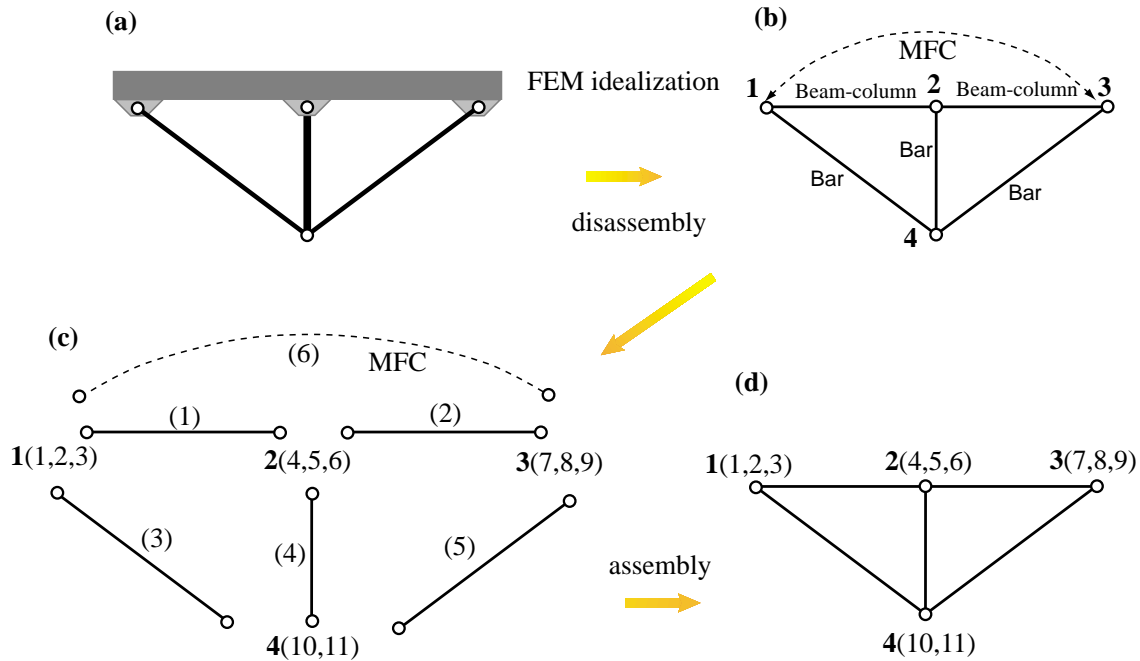 (a)
FEM idealization
disassembly
(b)
MFC
1
2
3
Beam-column
Beam-column
Bar
Bar
Bar
4
(c)
(6)
MFC
(1)
(2)
1(1,2,3)
2(4,5,6)
3(7,8,9)
(3)
(4)
(5)
4(10,11)
assembly
(d)
1(1,2,3)
2(4,5,6)
3(7,8,9)
4(10,11)